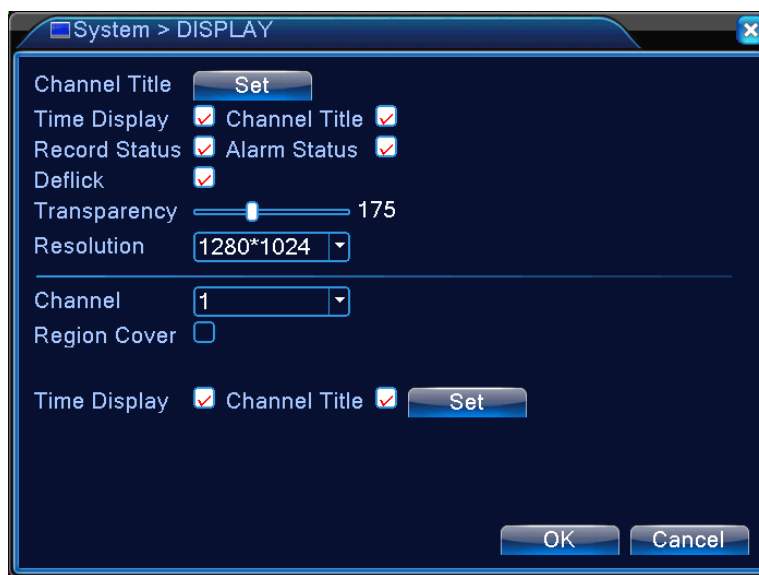 System > DISPLAY
Channel Title Set
Time Display Channel Title
Record Status Alarm Status
Deflick
Transparency 175
Resolution 1280*1024
Channel 1
Region Cover
Time Display Channel Title Set
OK Cancel